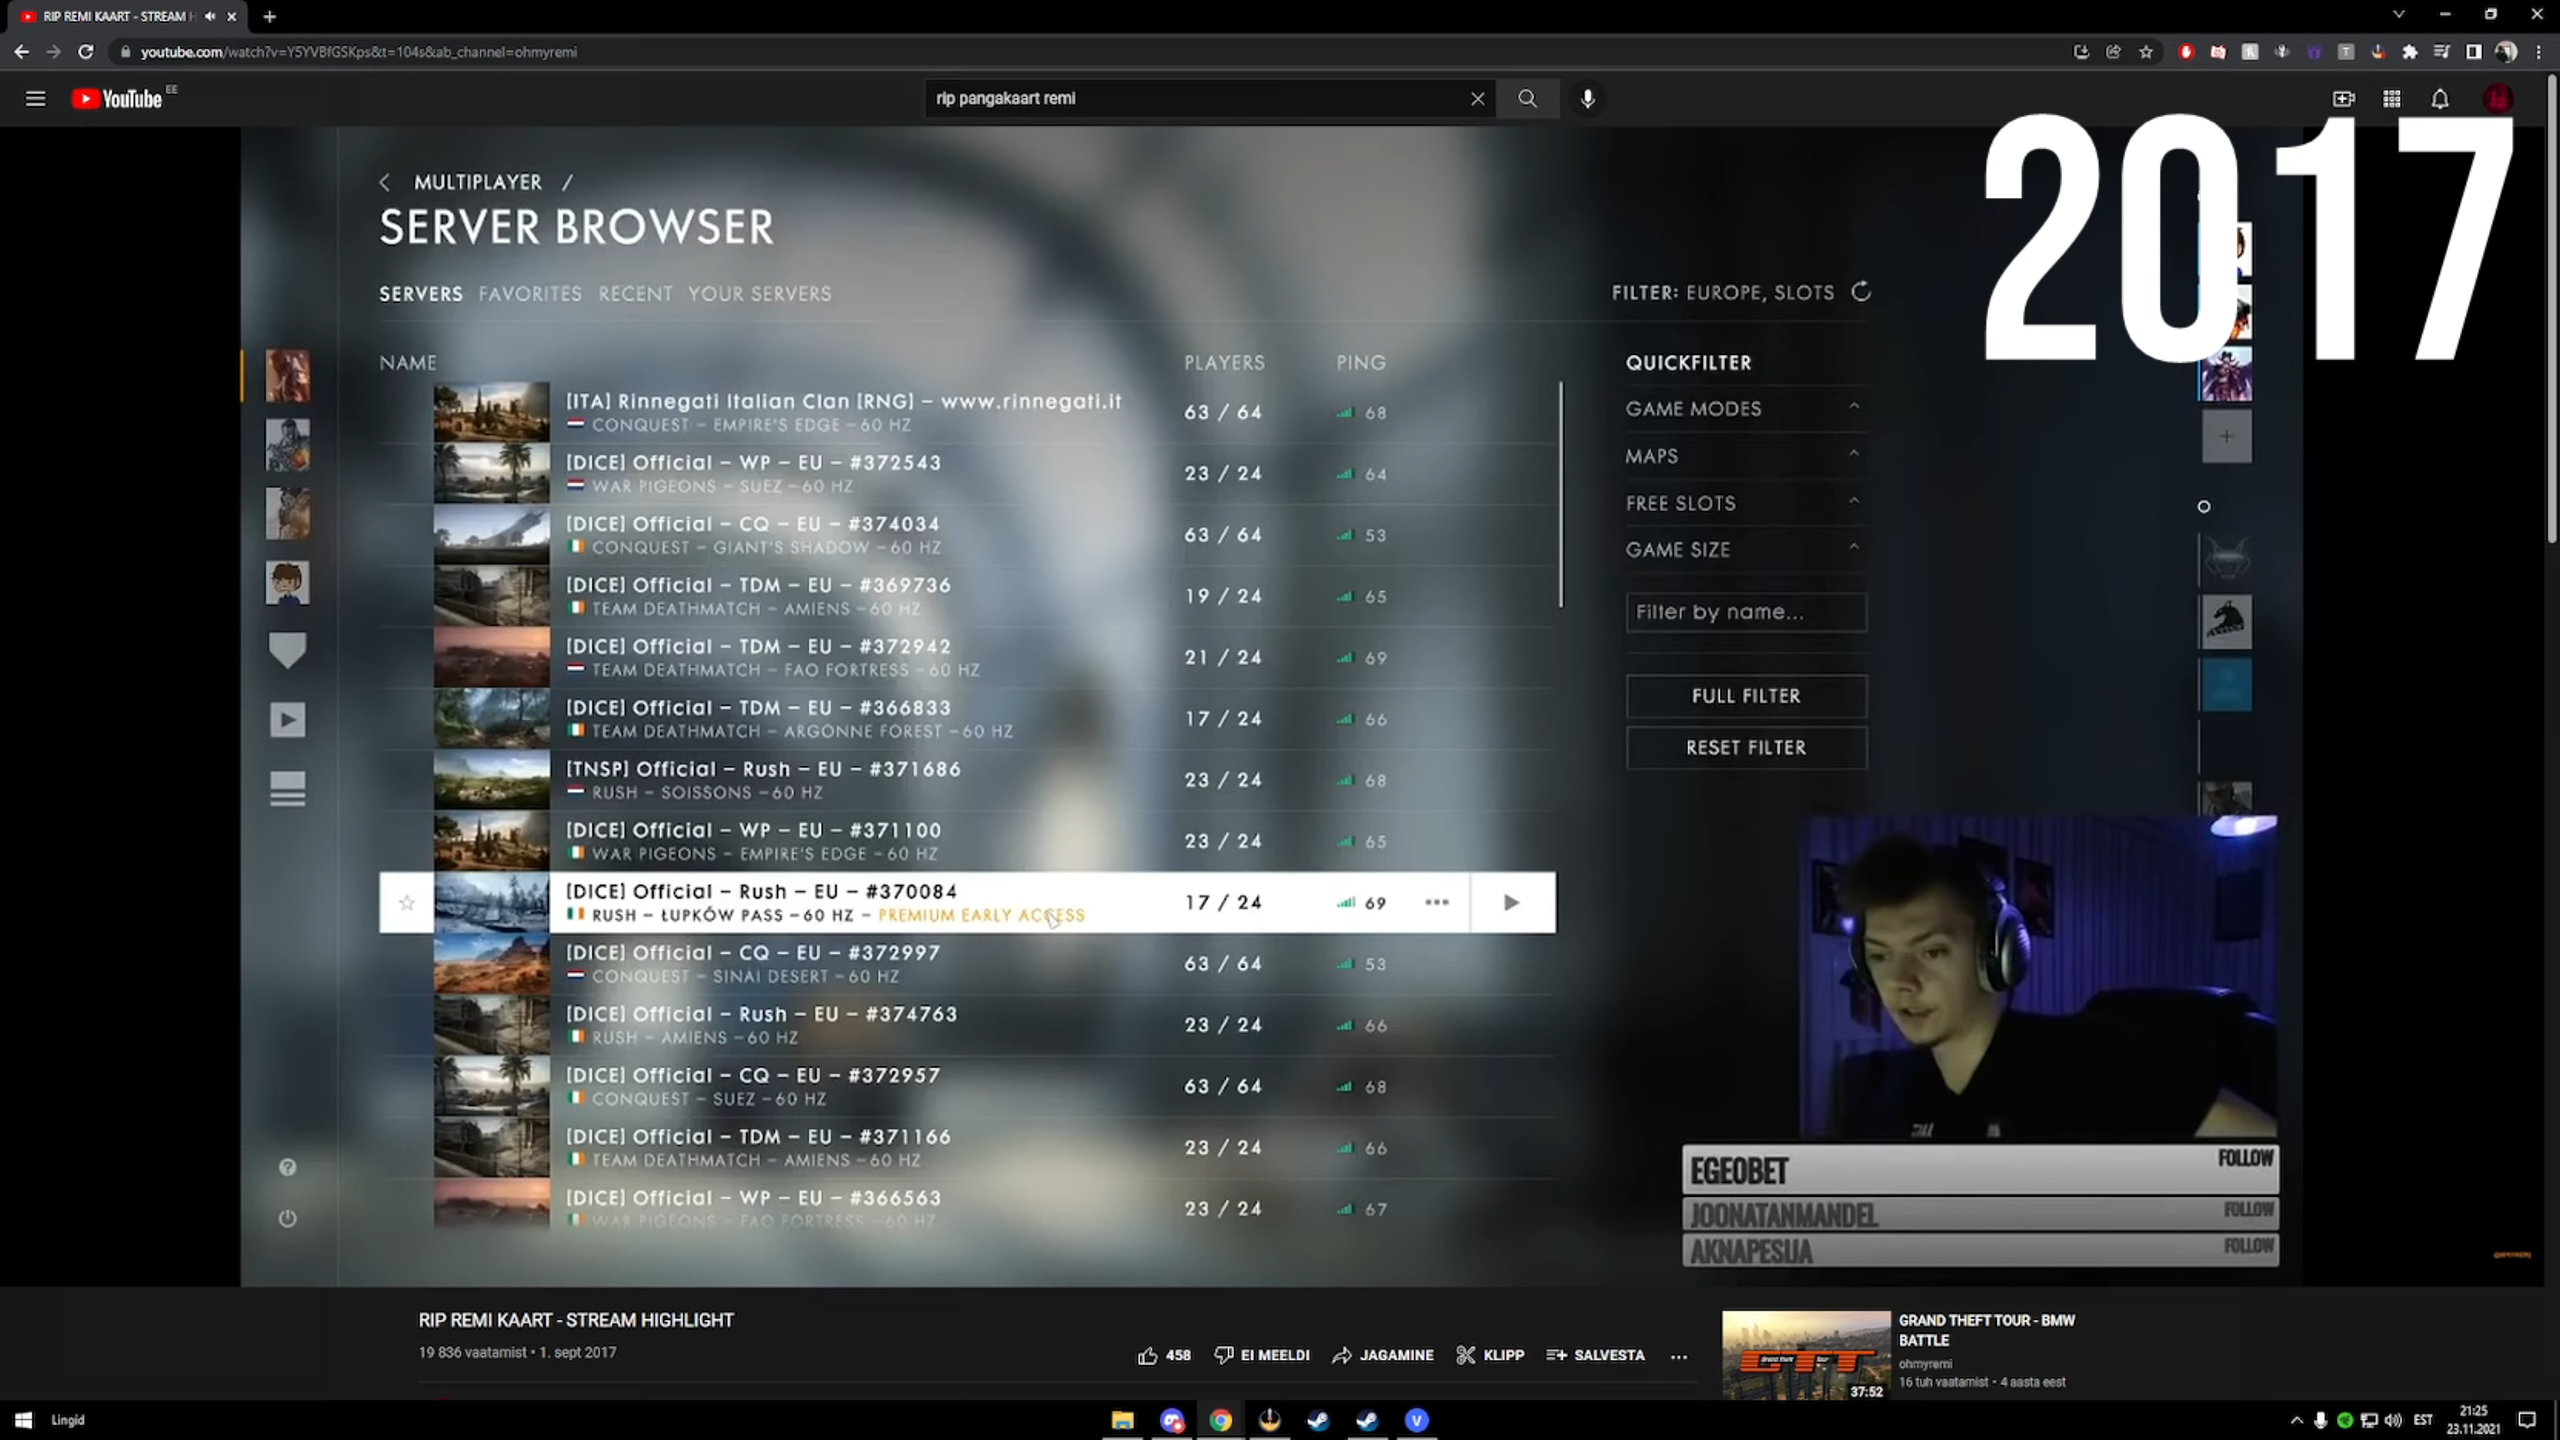 RIP REMI KAART - STREAM H
youtube.com/watch?v=Y5YVBfGSKps&t=104s&ab_channel=ohmyremi
YouTube EE
rip pangakaart remi
2017
MULTIPLAYER /
SERVER BROWSER
SERVERS FAVORITES RECENT YOUR SERVERS
FILTER: EUROPE, SLOTS
NAME PLAYERS PING
[ITA] Rinnegati Italian Clan [RNG] – www.rinnegati.it
CONQUEST – EMPIRE'S EDGE – 60 HZ
63 / 64 68
[DICE] Official – WP – EU – #372543
WAR PIGEONS – SUEZ – 60 HZ
23 / 24 64
[DICE] Official – CQ – EU – #374034
CONQUEST – GIANT'S SHADOW – 60 HZ
63 / 64 53
[DICE] Official – TDM – EU – #369736
TEAM DEATHMATCH – AMIENS – 60 HZ
19 / 24 65
[DICE] Official – TDM – EU – #372942
TEAM DEATHMATCH – FAO FORTRESS – 60 HZ
21 / 24 69
[DICE] Official – TDM – EU – #366833
TEAM DEATHMATCH – ARGONNE FOREST – 60 HZ
17 / 24 66
[TNSP] Official – Rush – EU – #371686
RUSH – SOISSONS – 60 HZ
23 / 24 68
[DICE] Official – WP – EU – #371100
WAR PIGEONS – EMPIRE'S EDGE – 60 HZ
23 / 24 65
[DICE] Official – Rush – EU – #370084
RUSH – ŁUPKÓW PASS – 60 HZ – PREMIUM EARLY ACCESS
17 / 24 69
[DICE] Official – CQ – EU – #372997
CONQUEST – SINAI DESERT – 60 HZ
63 / 64 53
[DICE] Official – Rush – EU – #374763
RUSH – AMIENS – 60 HZ
23 / 24 66
[DICE] Official – CQ – EU – #372957
CONQUEST – SUEZ – 60 HZ
63 / 64 68
[DICE] Official – TDM – EU – #371166
TEAM DEATHMATCH – AMIENS – 60 HZ
23 / 24 66
[DICE] Official – WP – EU – #366563
WAR PIGEONS – FAO FORTRESS – 60 HZ
23 / 24 67
QUICKFILTER
GAME MODES
MAPS
FREE SLOTS
GAME SIZE
Filter by name...
FULL FILTER
RESET FILTER
EGEOBET FOLLOW
JOONATANMANDEL FOLLOW
AKNAPESIJA FOLLOW
RIP REMI KAART - STREAM HIGHLIGHT
19 836 vaatamist • 1. sept 2017
458 EI MEELDI JAGAMINE KLIPP SALVESTA
37:52
GRAND THEFT TOUR - BMW
BATTLE
ohmyremi
16 tuh vaatamist • 4 aasta eest
Lingid
EST
21:25
23.11.2021